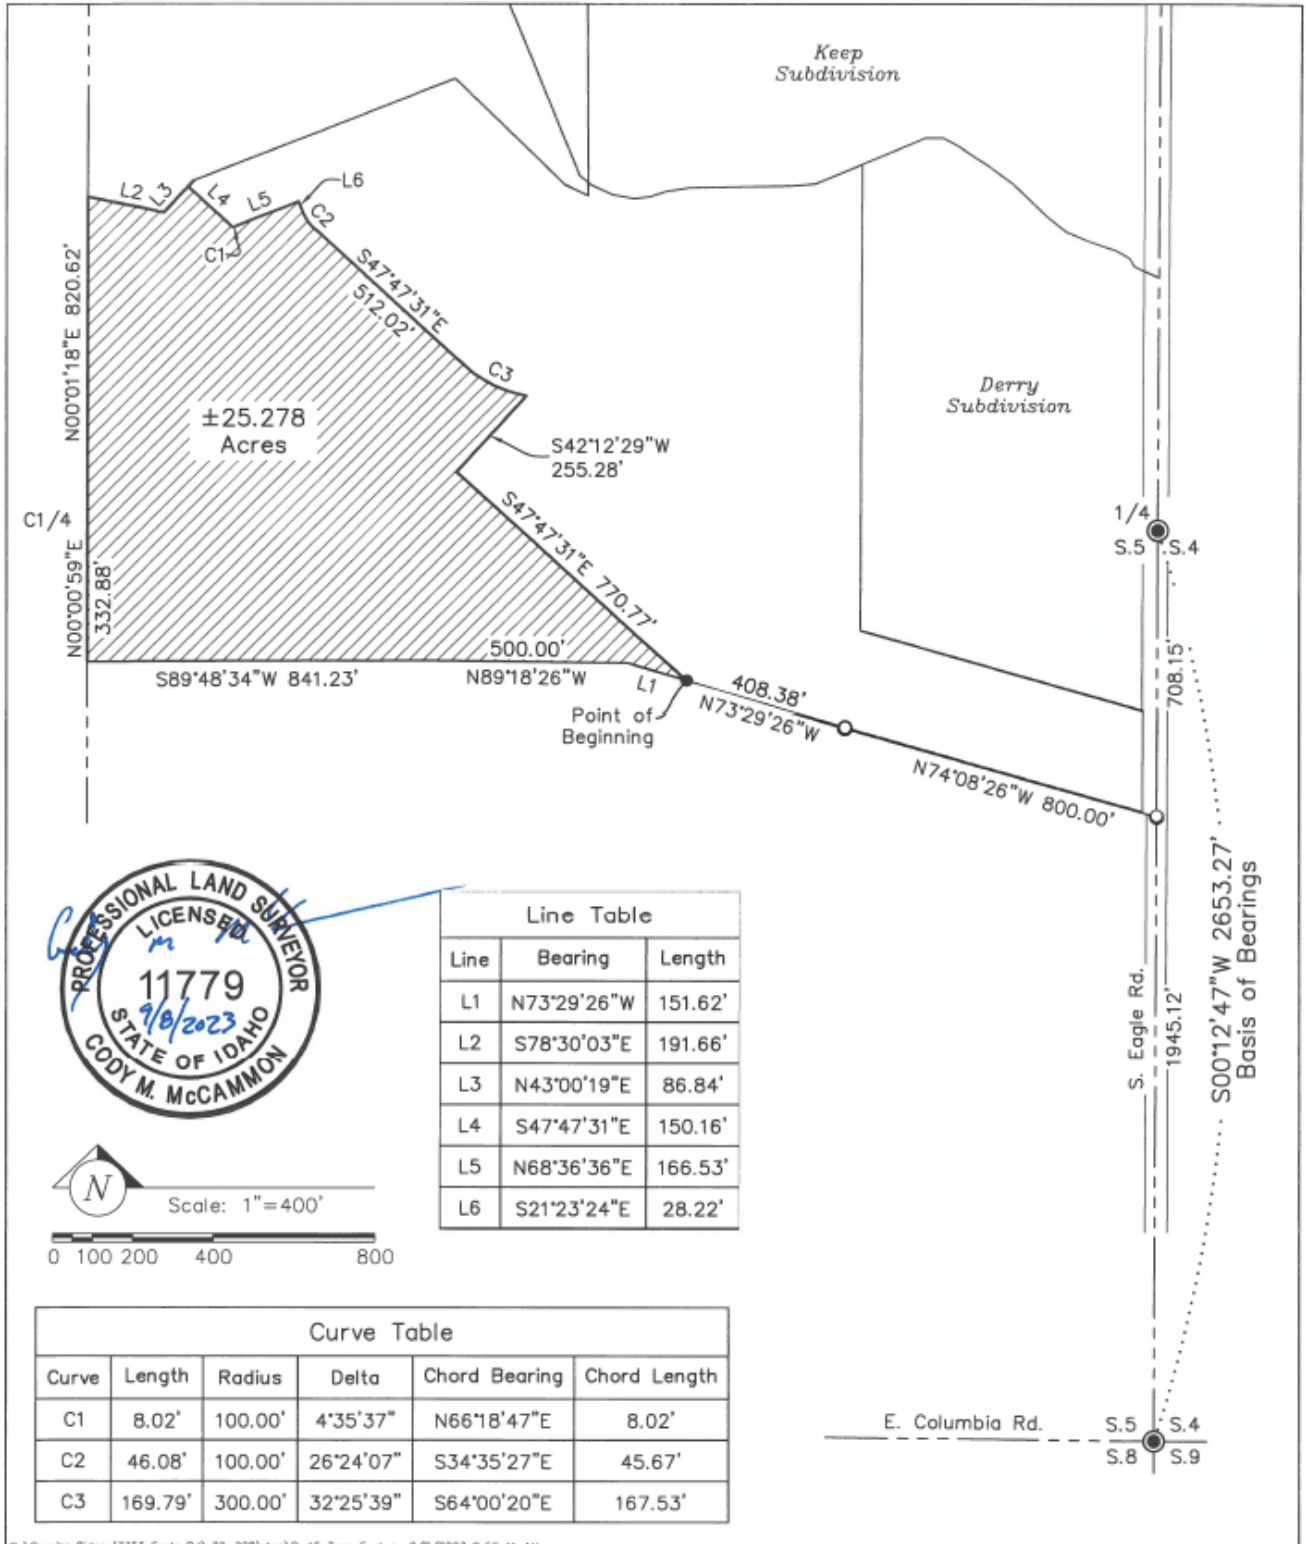 Keep
Subdivision
L2
L3
L4
L5
L6
C2
C1
S47°47'31"E
512.02'
N00°01'18"E 820.62'
C3
Derry
Subdivision
±25.278
Acres
S42°12'29"W
255.28'
C1/4
1/4
S.5 S.4
S47°47'31"E 770.77'
N00°00'59"E
332.88'
500.00'
S89°48'34"W 841.23'
N89°18'26"W
L1
408.38'
N73°29'26"W
708.15'
Point of
Beginning
N74°08'26"W 800.00'
S00°12'47"W 2653.27'
Basis of Bearings
S. Eagle Rd.
1945.12'
PROFESSIONAL LAND SURVEYOR
LICENSED
11779
9/8/2023
STATE OF IDAHO
CODY M. McCAMMON
Line Table
Line Bearing Length
L1 N73°29'26"W 151.62'
L2 S78°30'03"E 191.66'
L3 N43°00'19"E 86.84'
L4 S47°47'31"E 150.16'
L5 N68°36'36"E 166.53'
L6 S21°23'24"E 28.22'
N
Scale: 1"=400'
0 100 200 400 800
Curve Table
Curve Length Radius Delta Chord Bearing Chord Length
C1 8.02' 100.00' 4°35'37" N66°18'47"E 8.02'
C2 46.08' 100.00' 26°24'07" S34°35'27"E 45.67'
C3 169.79' 300.00' 32°25'39" S64°00'20"E 167.53'
E. Columbia Rd.
S.5 S.4
S.8 S.9